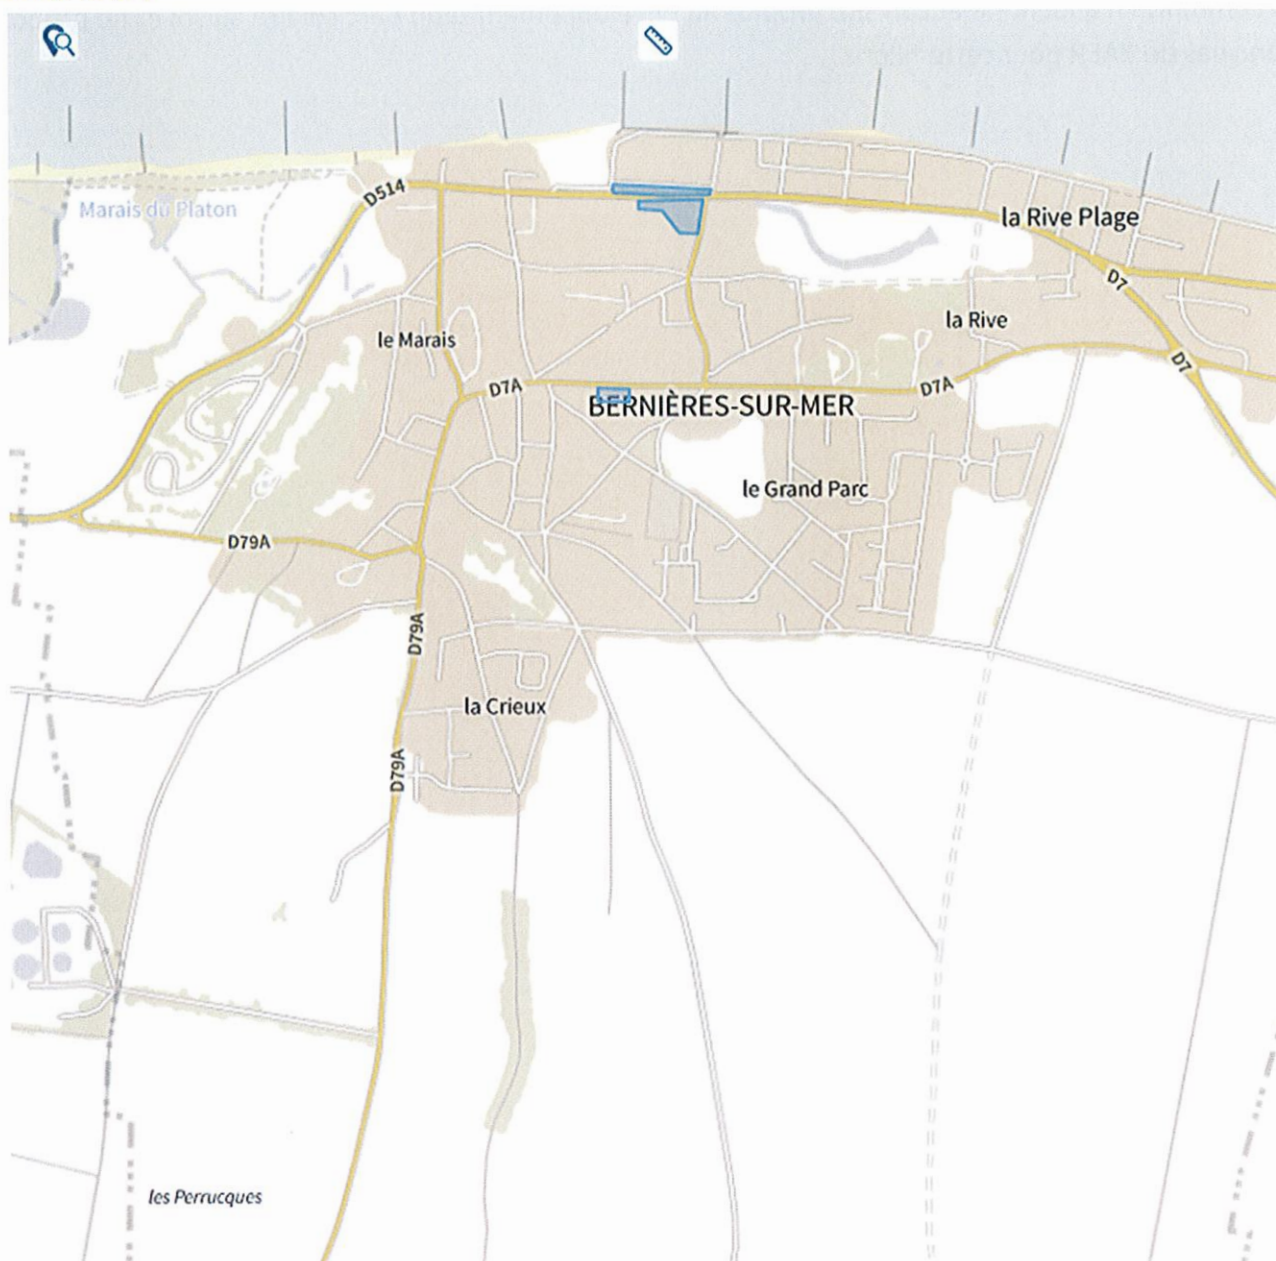 D514
Marais du Platon
la Rive Plage
D7
la Rive
le Marais
D7
D7A
D7A
BERNIÈRES-SUR-MER
le Grand Parc
D79A
D79A
la Crieux
D79A
les Perrucques